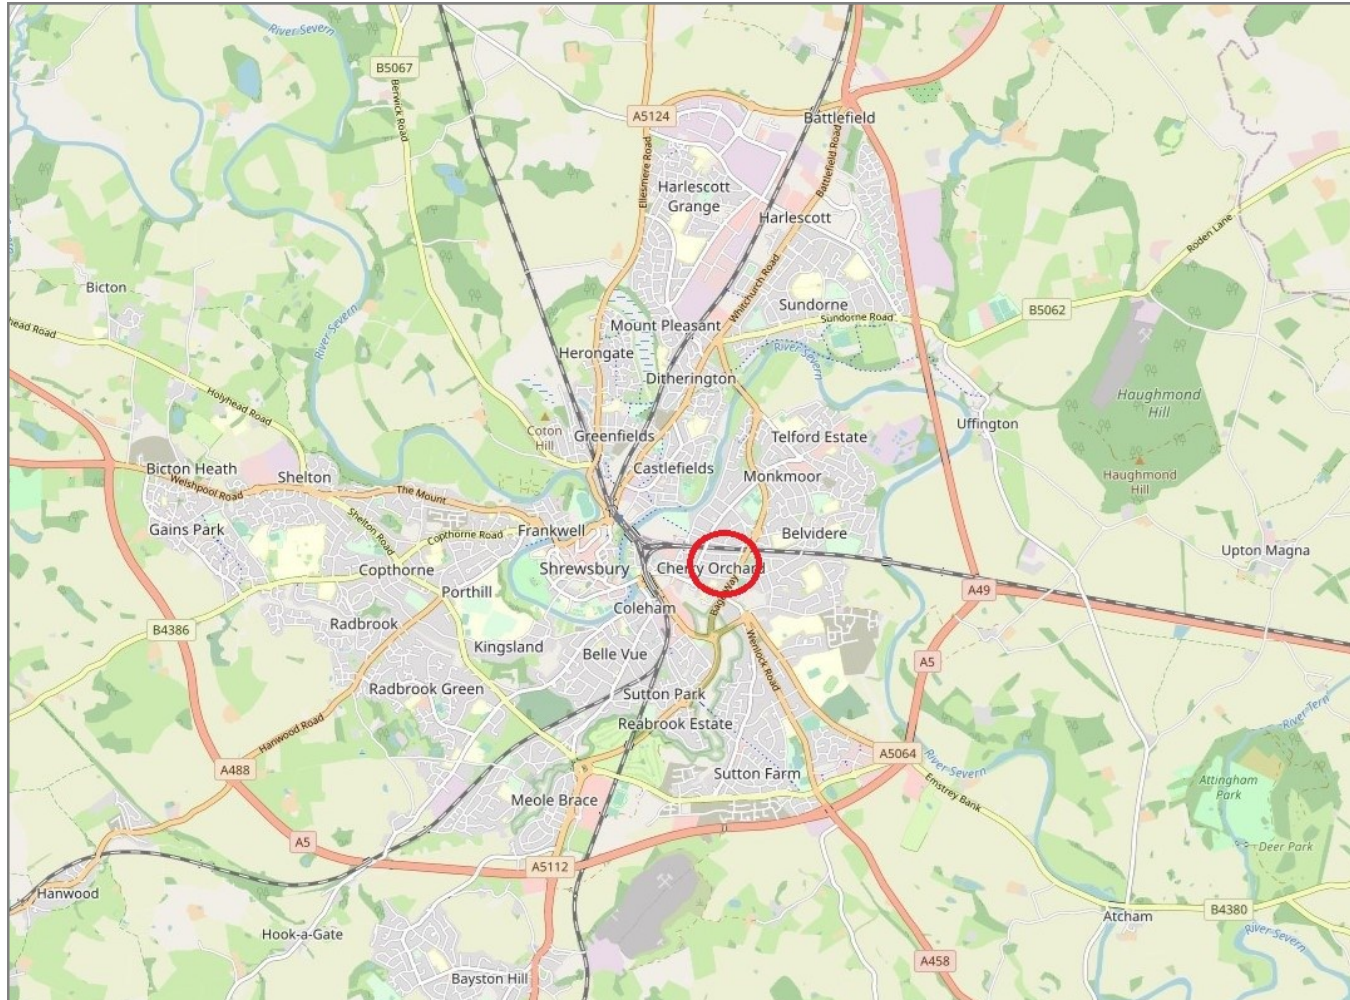 River Severn
B5067
Berwick Road
A5124
Battlefield
Ellesmere Road
Battlefield Road
Harlescott
Grange
Harlescott
Roden Lane
Bicton
head Road
River Severn
Whitchurch Road
Sundorne
Sundorne Road
B5062
Mount Pleasant
Herongate
River Severn
Ditherington
Holyhead Road
Haughmond
Hill
Uffington
Coton
Hill
Greenfields
Telford Estate
Castlefields
Monkmoor
Haughmond
Hill
Bicton Heath
Welshpool Road
Shelton
The Mount
Shelton Road
Gains Park
Copthorne Road
Frankwell
Belvidere
Upton Magna
Copthorne
Shrewsbury
Cherry Orchard
Porthill
Bage Way
A49
Coleham
B4386
Radbrook
Kingsland
Belle Vue
Wenlock Road
A5
Radbrook Green
Sutton Park
Reabrook Estate
River Tern
Hanwood Road
A5064
A488
River Severn
Sutton Farm
Emstrey Bank
Attingham
Park
Meole Brace
A5
Deer Park
A5112
Hanwood
B4380
Atcham
Hook-a-Gate
River Severn
A458
Bayston Hill